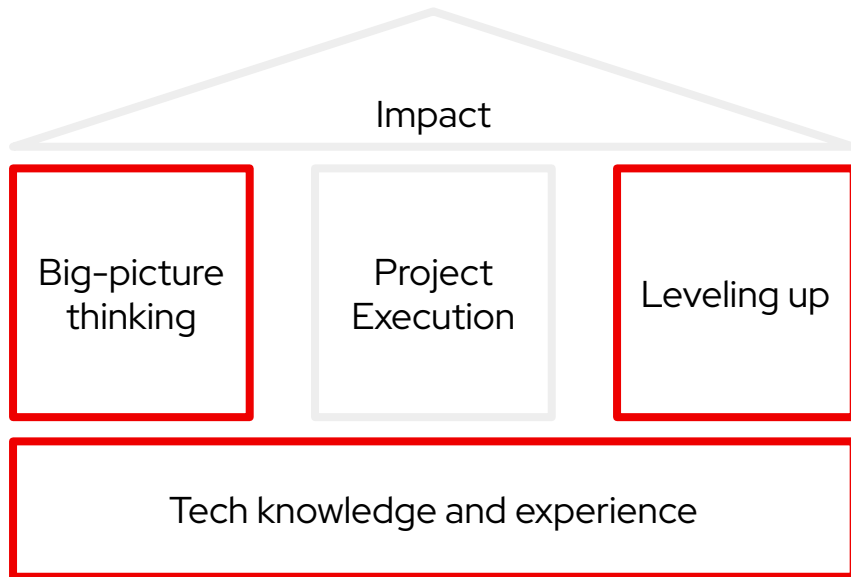 Impact
Big-picture
thinking
Project
Execution
Leveling up
Tech knowledge and experience